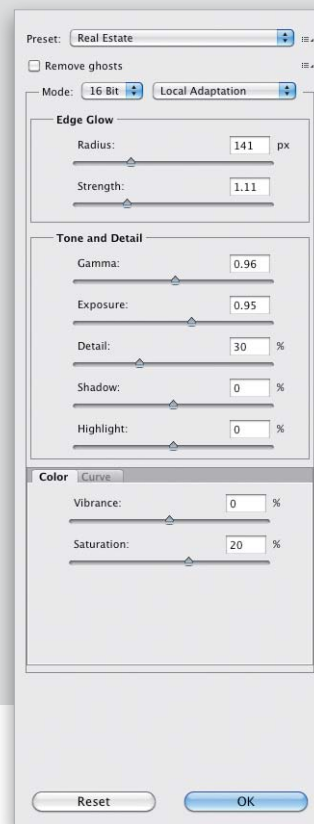 Preset: Real Estate
Remove ghosts
Mode: 16 Bit Local Adaptation
Edge Glow
Radius: 141 px
Strength: 1.11
Tone and Detail
Gamma: 0.96
Exposure: 0.95
Detail: 30 %
Shadow: 0 %
Highlight: 0 %
Color Curve
Vibrance: 0 %
Saturation: 20 %
Reset OK